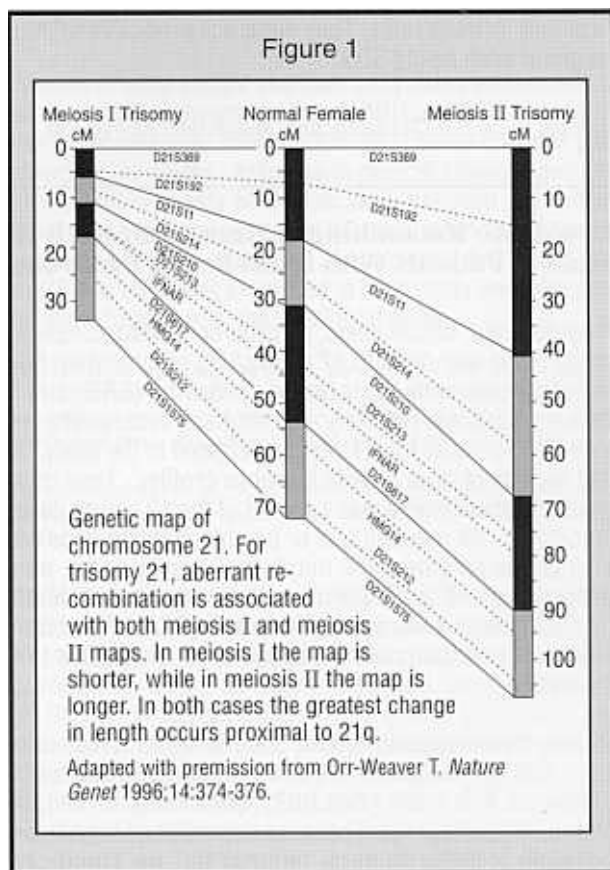 Figure 1
Meiosis I Trisomy Normal Female Meiosis II Trisomy
cM cM cM
0 D21S369 0 D21S369 0
D21S192 D21S192
10 D21S11 10 10
D21S214
20 D21S210 20 20
D21S213
30 IFNAR 30 D21S11 30
D21S617
HMG14 40 D21S214 40
D21S212 D21S210
D21S1575 50 D21S213 50
IFNAR
60 D21S617 60
HMG14
70 D21S212 70
D21S1575 80
90
100
Genetic map of
chromosome 21. For
trisomy 21, aberrant re-
combination is associated
with both meiosis I and meiosis
II maps. In meiosis I the map is
shorter, while in meiosis II the map is
longer. In both cases the greatest change
in length occurs proximal to 21q.
Adapted with premission from Orr-Weaver T. Nature
Genet 1996;14:374-376.